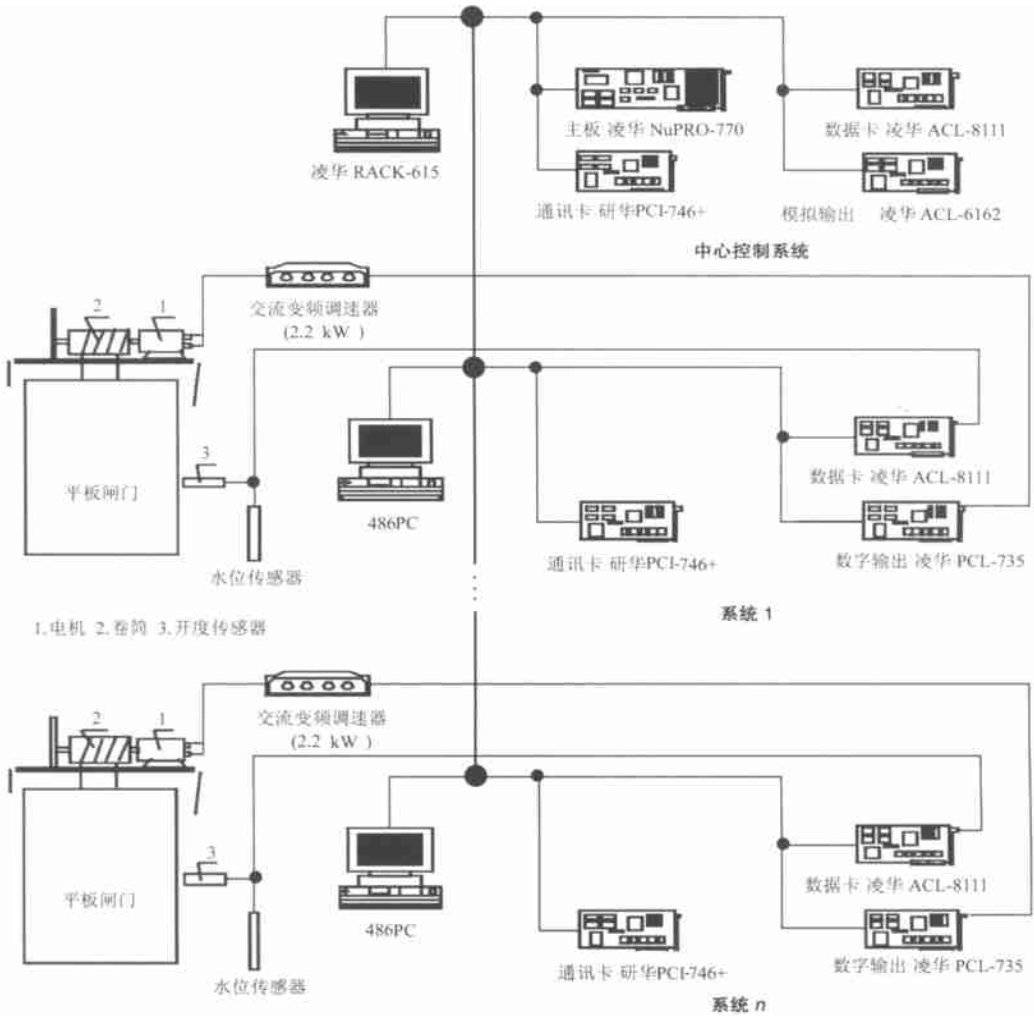 凌华 RACK-615
主板 凌华 NuPRO-770
数据卡 凌华 ACL-8111
通讯卡 研华PCI-746+
模拟输出 凌华 ACL-6162
中心控制系统
交流变频调速器
(2.2 kW )
2
1
3
平板闸门
水位传感器
486PC
数据卡 凌华 ACL-8111
通讯卡 研华PCI-746+
数字输出 凌华 PCL-735
系统 1
1.电机 2.卷筒 3.开度传感器
交流变频调速器
(2.2 kW )
2
1
3
平板闸门
水位传感器
486PC
数据卡 凌华 ACL-8111
通讯卡 研华PCI-746+
数字输出 凌华 PCL-735
系统 n